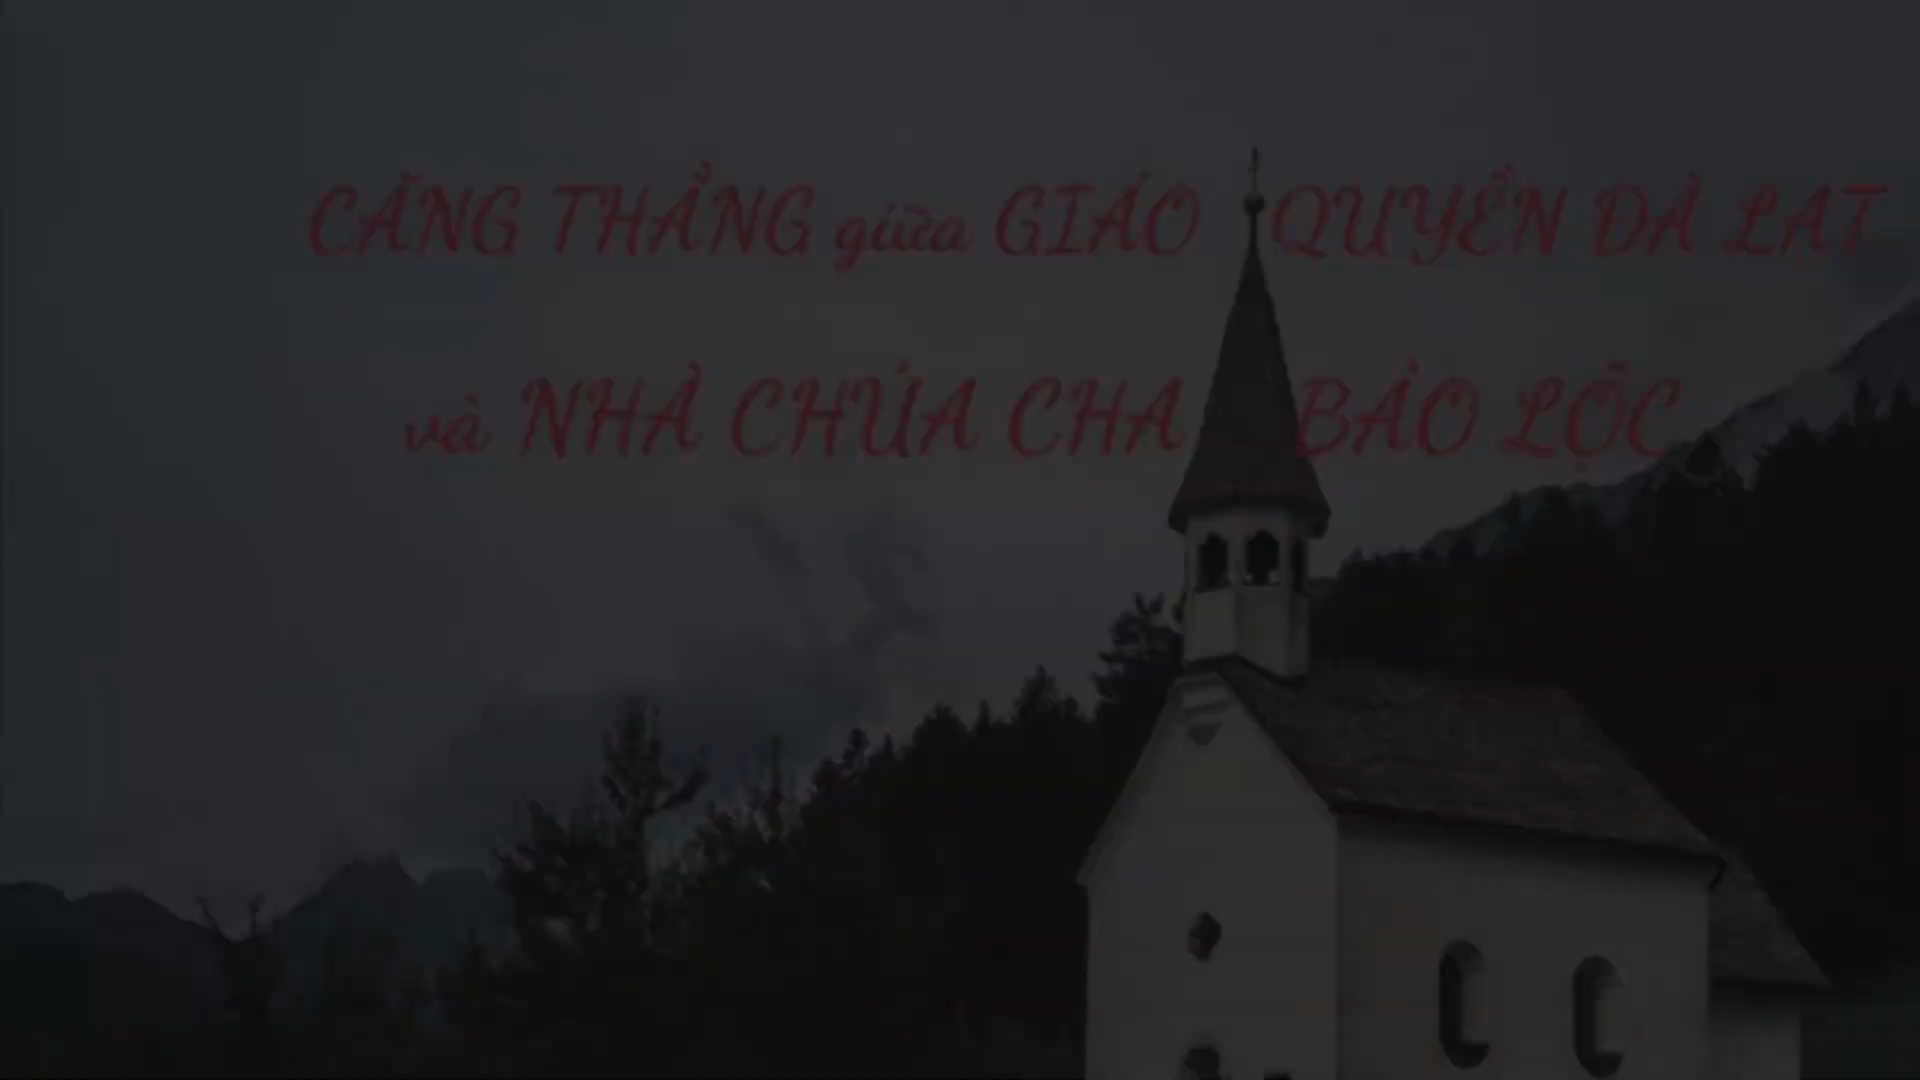 CĂNG THẲNG giữa GIÁO QUYỀN ĐÀ LẠT
và NHÀ CHÚA CHA BẢO LỘC